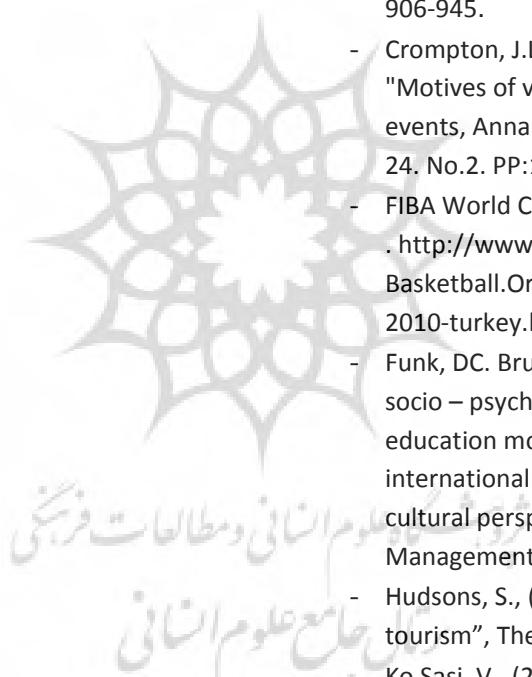 906-945.
- Crompton, J.
"Motives of v
events, Anna
24. No.2. PP:
- FIBA World C
. http://www
Basketball.Or
2010-turkey.
- Funk, DC. Bru
socio – psych
education mo
international
پژوهشگاه علوم انسانی و مطالعات فرهنگی
cultural persp
Management
- Hudsons, S., (
پرتال جامع علوم انسانی
tourism", The
Ko Sasi, V., (2